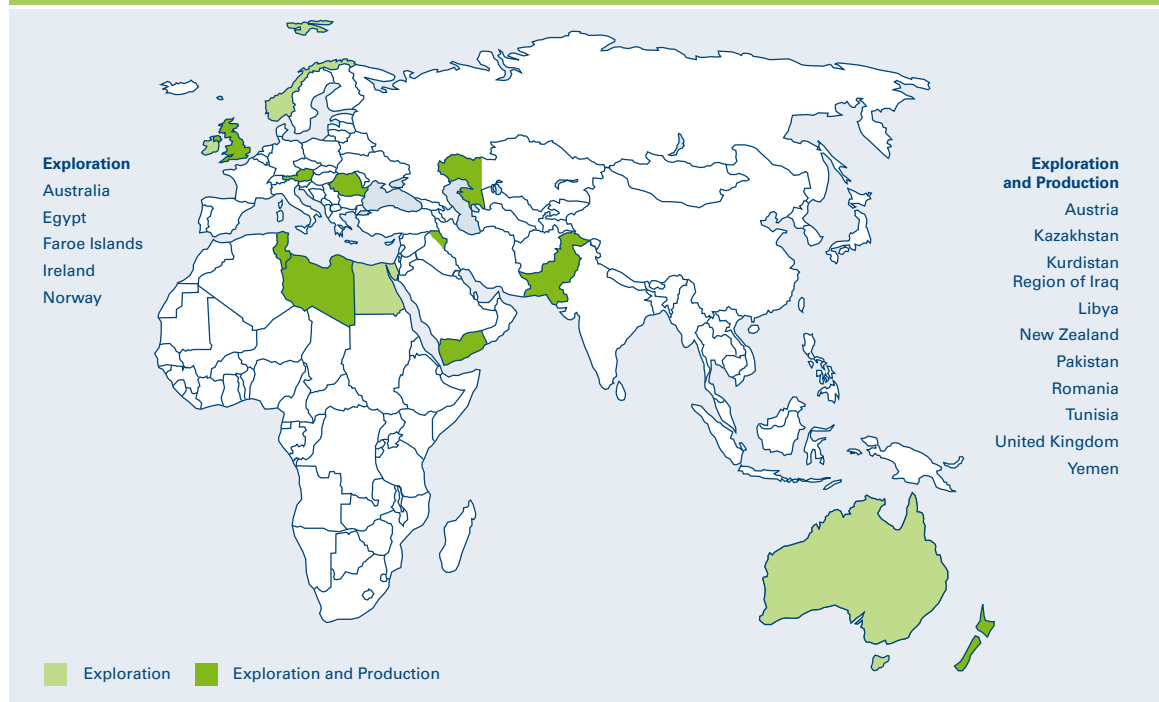 Exploration
Australia
Egypt
Faroe Islands
Ireland
Norway
Exploration
and Production
Austria
Kazakhstan
Kurdistan
Region of Iraq
Libya
New Zealand
Pakistan
Romania
Tunisia
United Kingdom
Yemen
Exploration
Exploration and Production